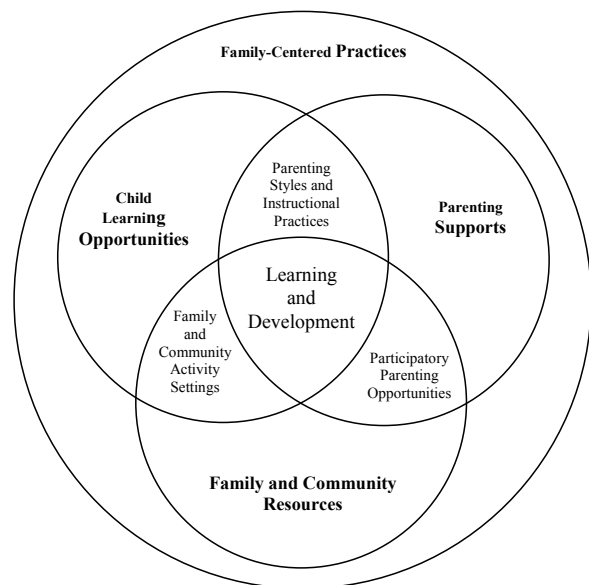 Family-Centered Practices
Parenting
Styles and
Instructional
Practices
Child
Learning
Opportunities
Parenting
Supports
Learning
and
Development
Family
and
Community
Activity
Settings
Participatory
Parenting
Opportunities
Family and Community
Resources